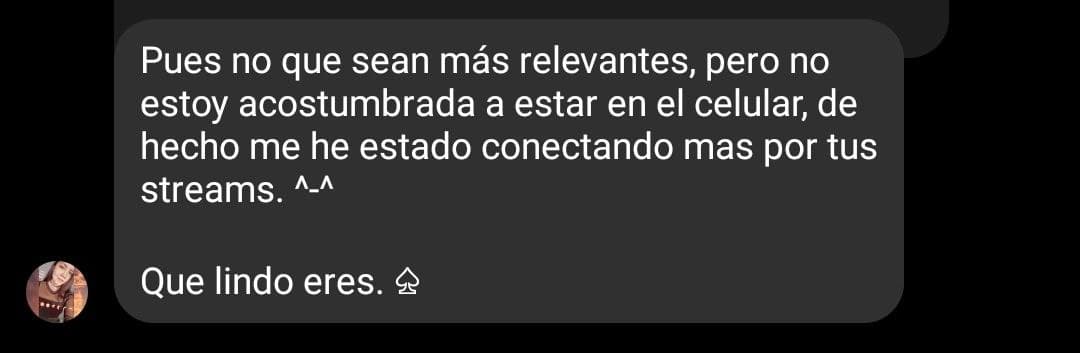 Pues no que sean más relevantes, pero no
estoy acostumbrada a estar en el celular, de
hecho me he estado conectando mas por tus
streams. ^-^
Que lindo eres. ♤